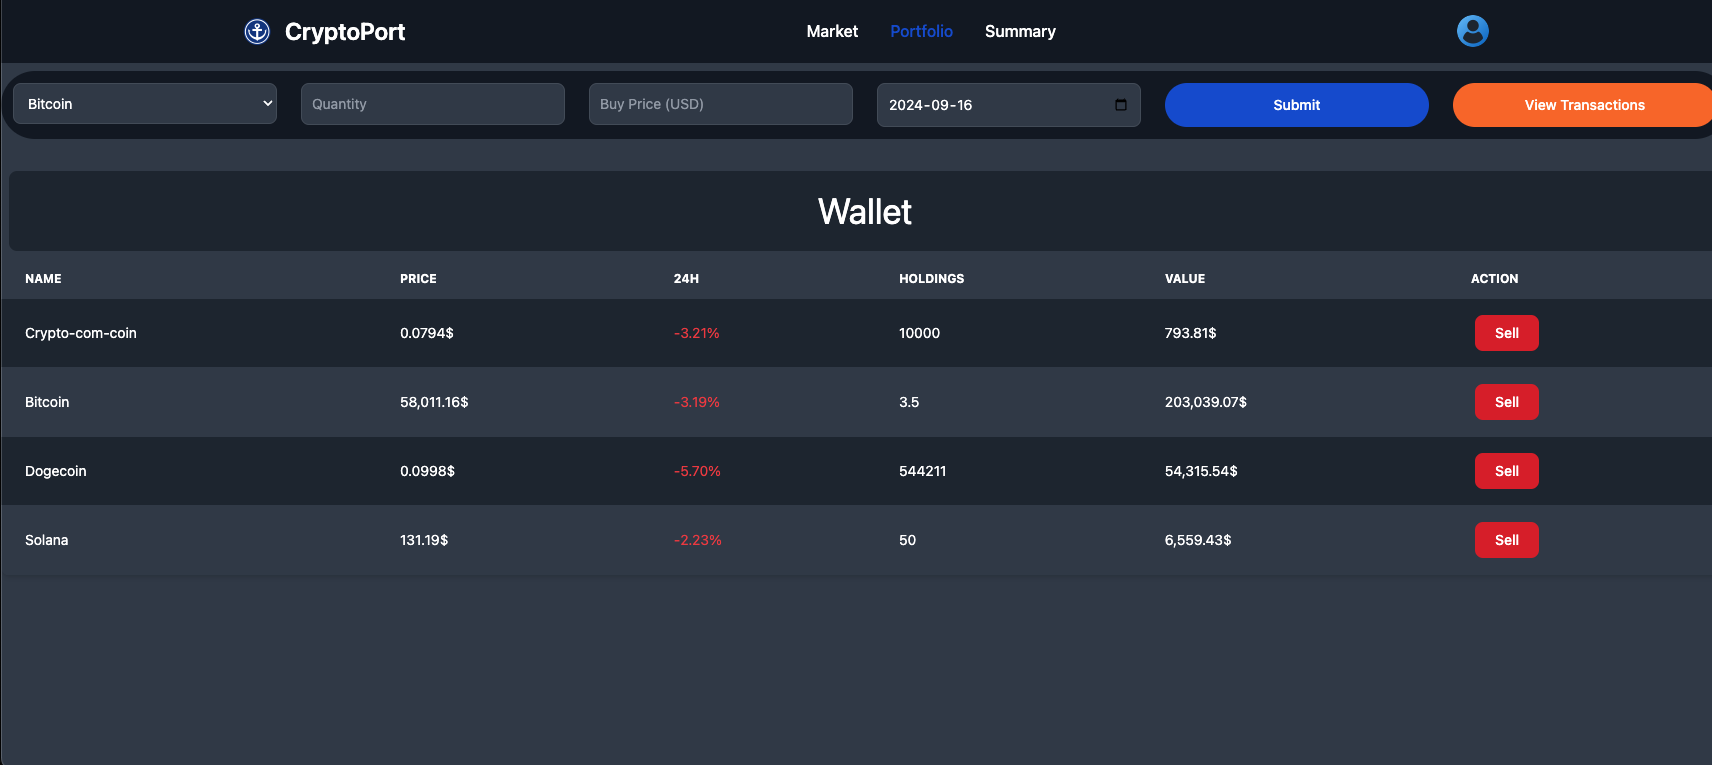 CryptoPort Market Portfolio Summary
Bitcoin Quantity Buy Price (USD) 2024-09-16 Submit View Transactions
Wallet
NAME PRICE 24H HOLDINGS VALUE ACTION
Crypto-com-coin 0.0794$ -3.21% 10000 793.81$ Sell
Bitcoin 58,011.16$ -3.19% 3.5 203,039.07$ Sell
Dogecoin 0.0998$ -5.70% 544211 54,315.54$ Sell
Solana 131.19$ -2.23% 50 6,559.43$ Sell